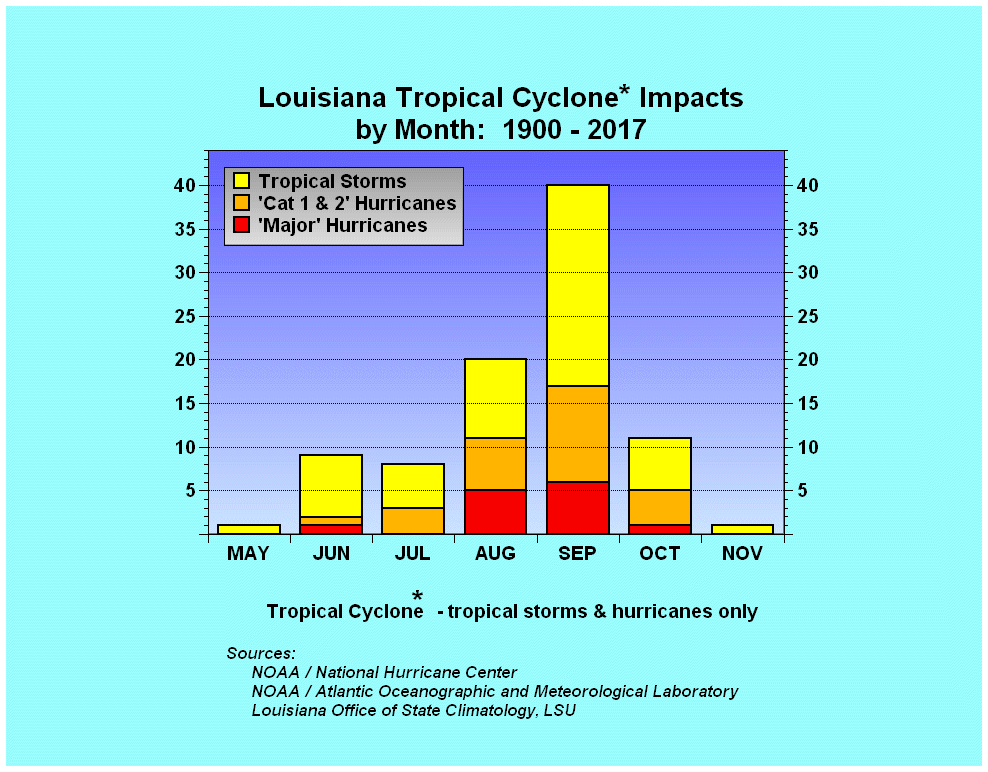 Louisiana Tropical Cyclone* Impacts
by Month: 1900 - 2017
Tropical Storms
'Cat 1 & 2' Hurricanes
'Major' Hurricanes
40 40
35 35
30 30
25 25
20 20
15 15
10 10
5 5
MAY JUN JUL AUG SEP OCT NOV
Tropical Cyclone* - tropical storms & hurricanes only
Sources:
NOAA / National Hurricane Center
NOAA / Atlantic Oceanographic and Meteorological Laboratory
Louisiana Office of State Climatology, LSU